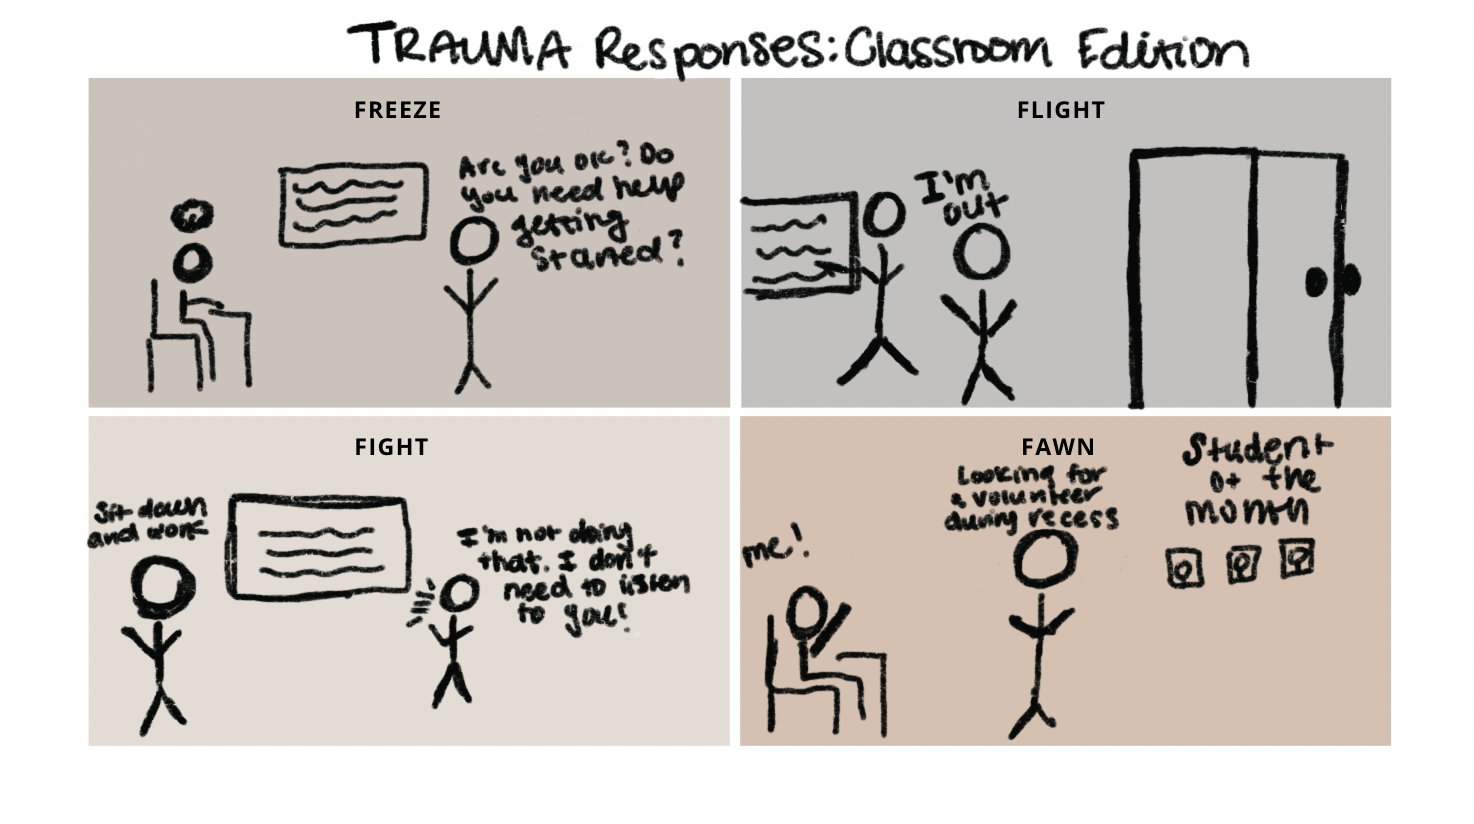 TRAUMA Responses: Classroom Edition
FREEZE
Are you ok? Do
you need help
getting
started?
FLIGHT
I'm
out
FIGHT
Sit down
and work
I'm not doing
that. I don't
need to listen
to you!
FAWN
Looking for
a volunteer
during recess
me!
Student
of the
month